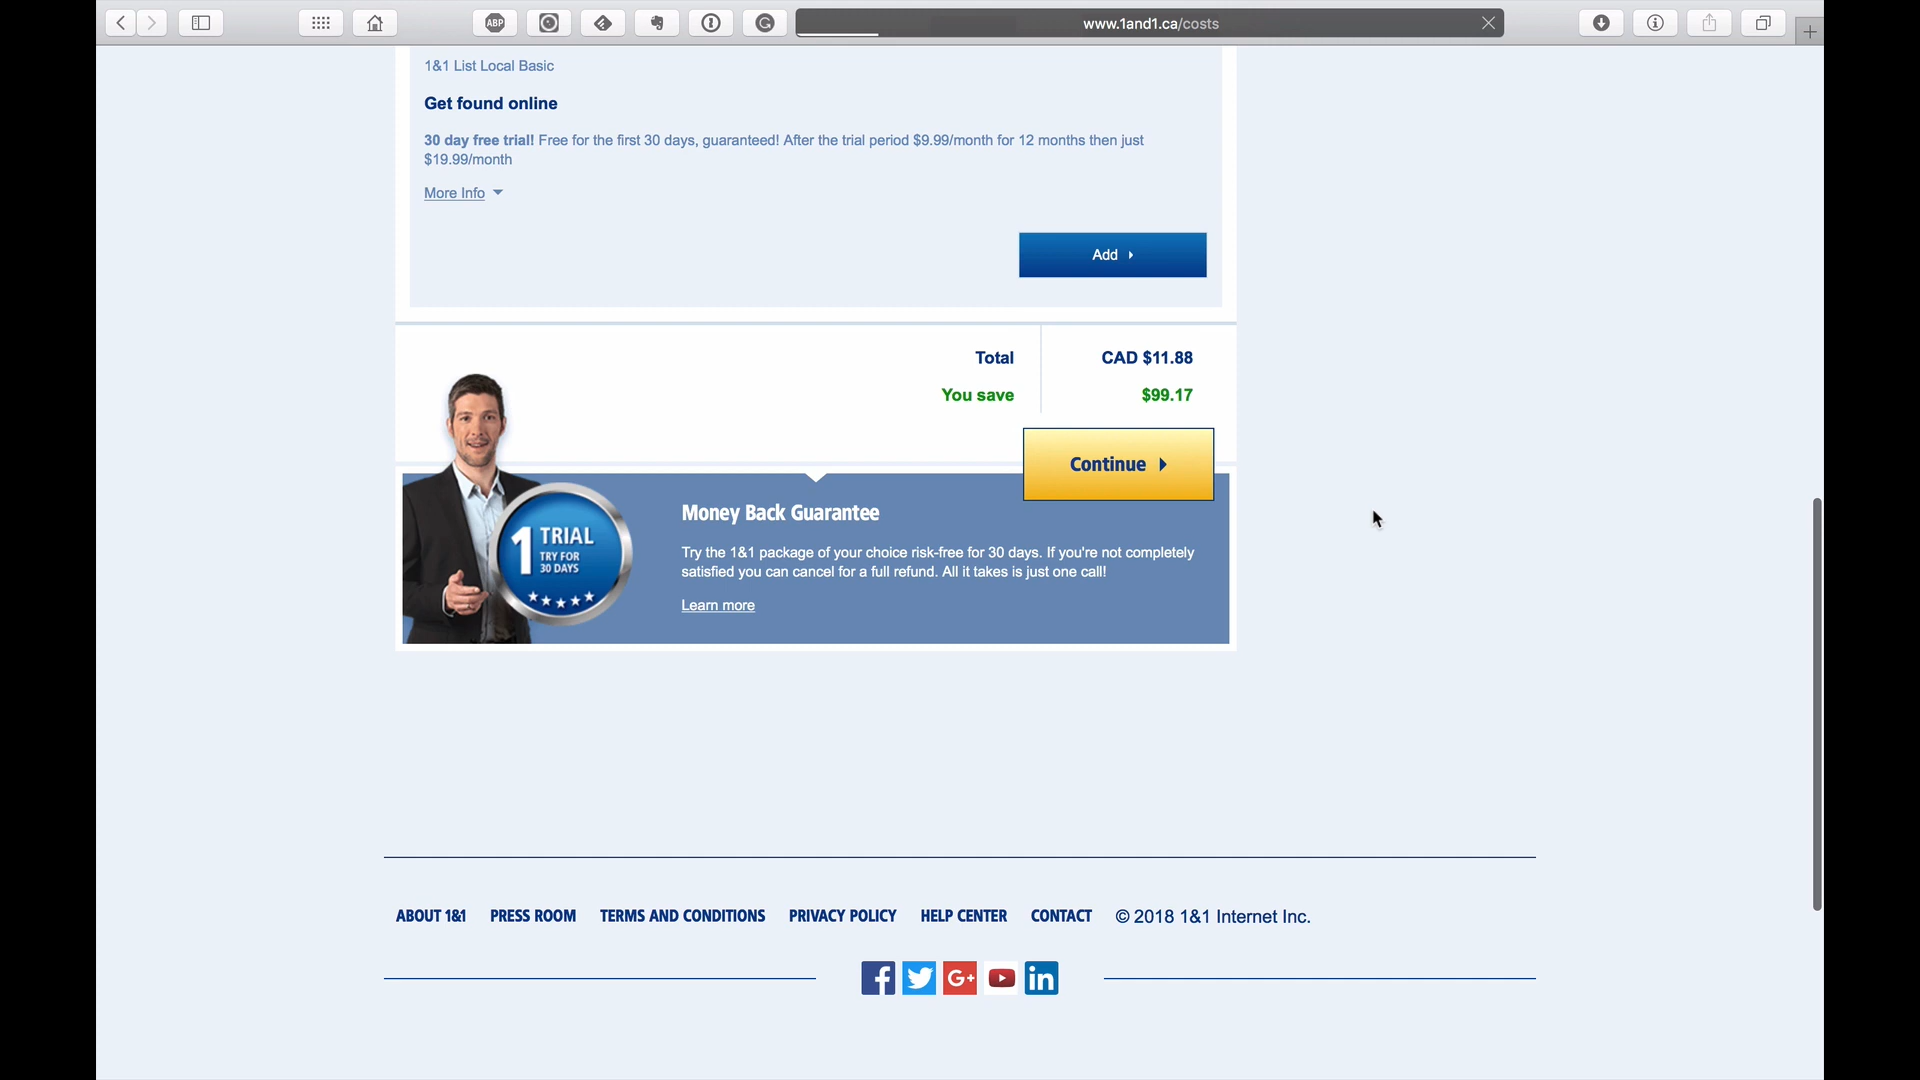 ABP
www.1and1.ca/costs
1&1 List Local Basic
Get found online
30 day free trial! Free for the first 30 days, guaranteed! After the trial period $9.99/month for 12 months then just
$19.99/month
More Info
Add
Total CAD $11.88
You save $99.17
Continue
1 TRIAL
TRY FOR
30 DAYS
Money Back Guarantee
Try the 1&1 package of your choice risk-free for 30 days. If you're not completely
satisfied you can cancel for a full refund. All it takes is just one call!
Learn more
ABOUT 1&1 PRESS ROOM TERMS AND CONDITIONS PRIVACY POLICY HELP CENTER CONTACT © 2018 1&1 Internet Inc.
f G+ in